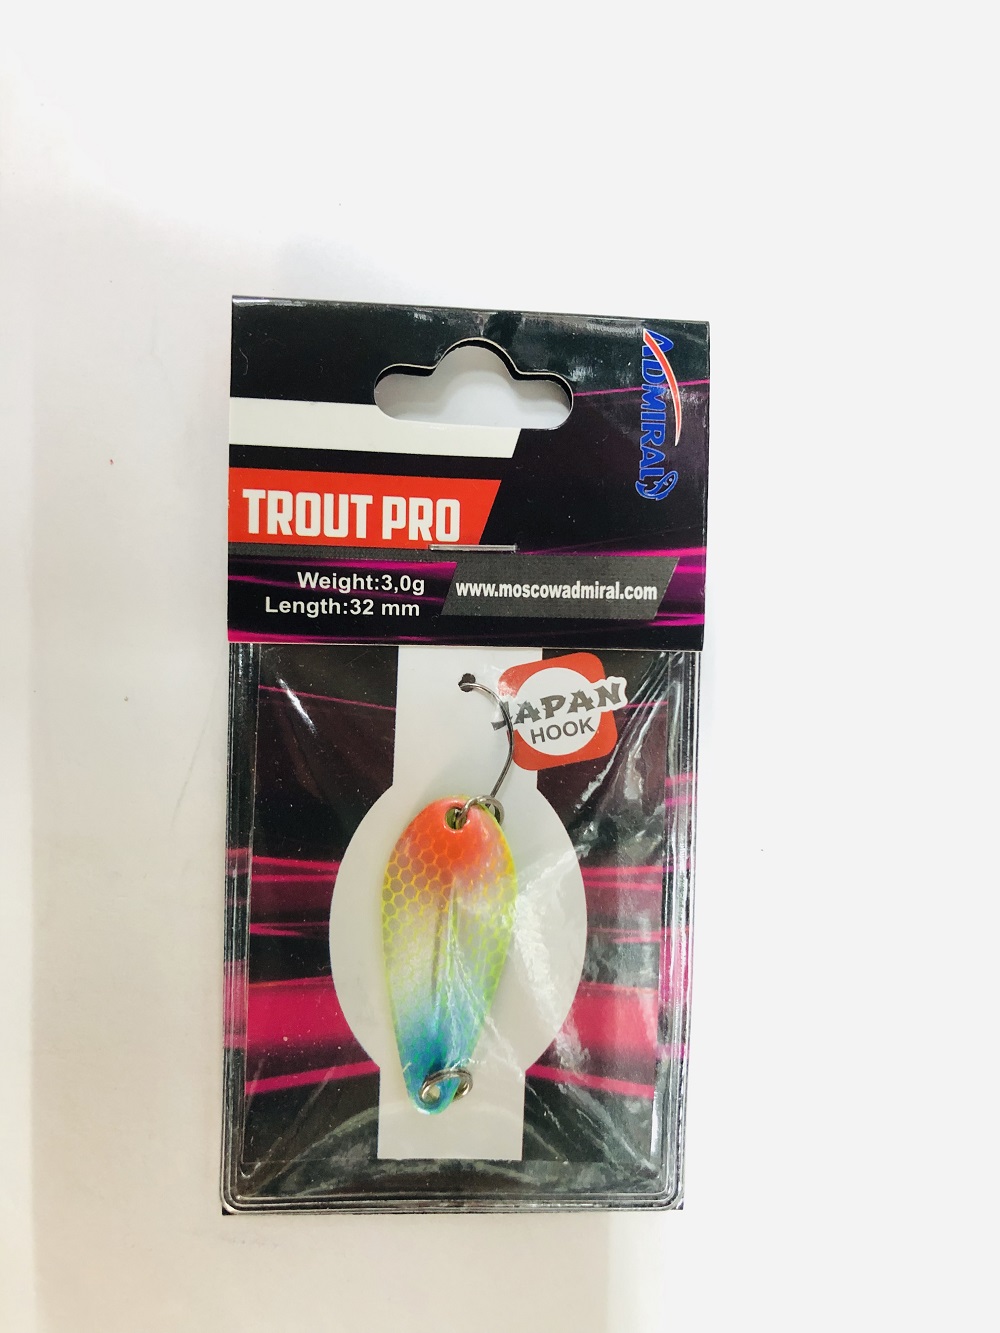 ADMIRAL
TROUT PRO
Weight:3,0g
Length:32 mm
www.moscowadmiral.com
JAPAN
HOOK